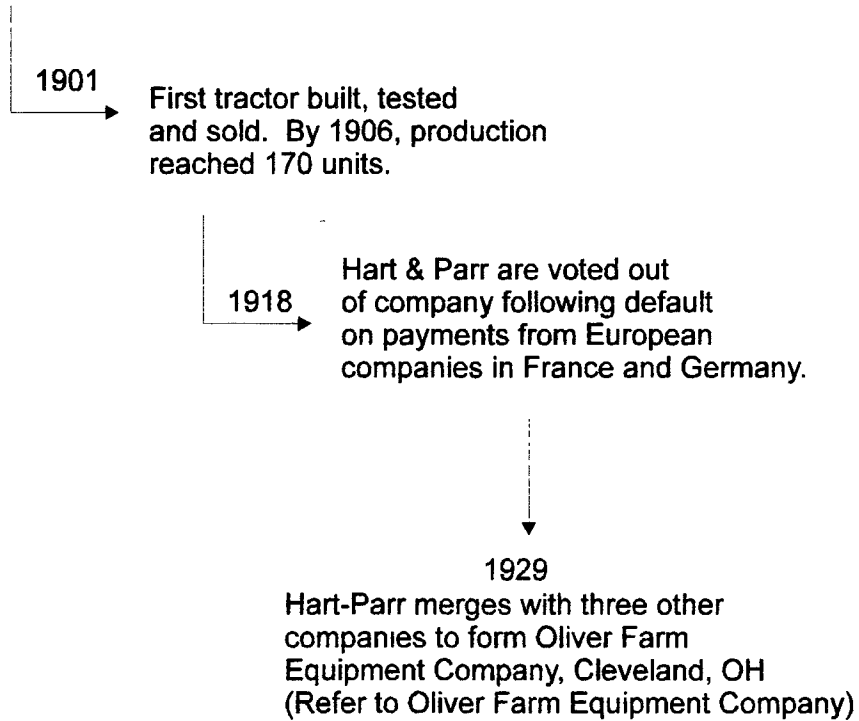 1901
First tractor built, tested
and sold. By 1906, production
reached 170 units.
1918
Hart & Parr are voted out
of company following default
on payments from European
companies in France and Germany.
1929
Hart-Parr merges with three other
companies to form Oliver Farm
Equipment Company, Cleveland, OH
(Refer to Oliver Farm Equipment Company)